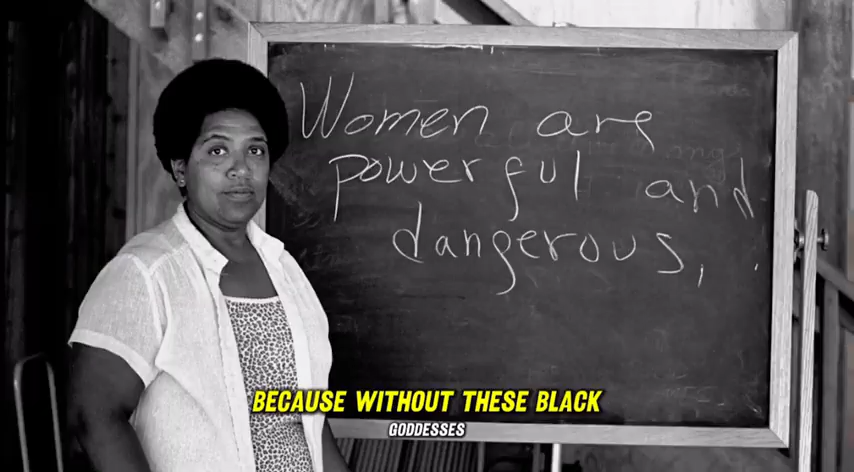 Women are
powerful and
dangerous,
BECAUSE WITHOUT THESE BLACK
GODDESSES